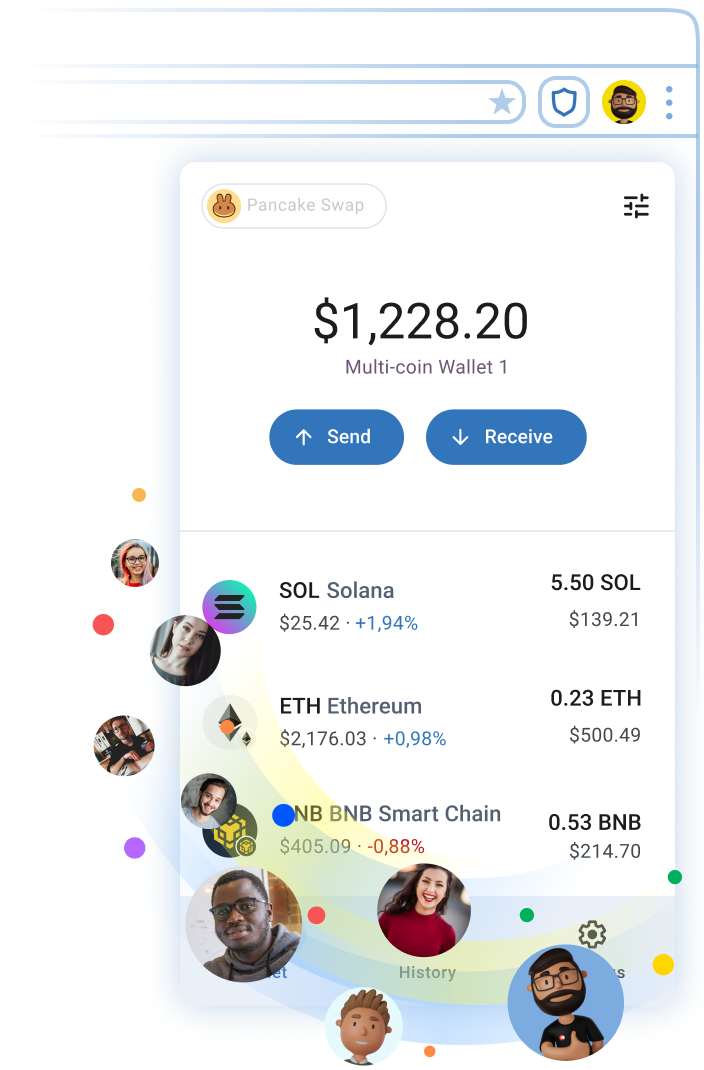 Pancake Swap
$1,228.20
Multi-coin Wallet 1
Send
Receive
SOL Solana
5.50 SOL
$25.42 · +1,94%
$139.21
ETH Ethereum
0.23 ETH
$2,176.03 · +0,98%
$500.49
NB BNB Smart Chain
0.53 BNB
$405.09 · -0,88%
$214.70
History